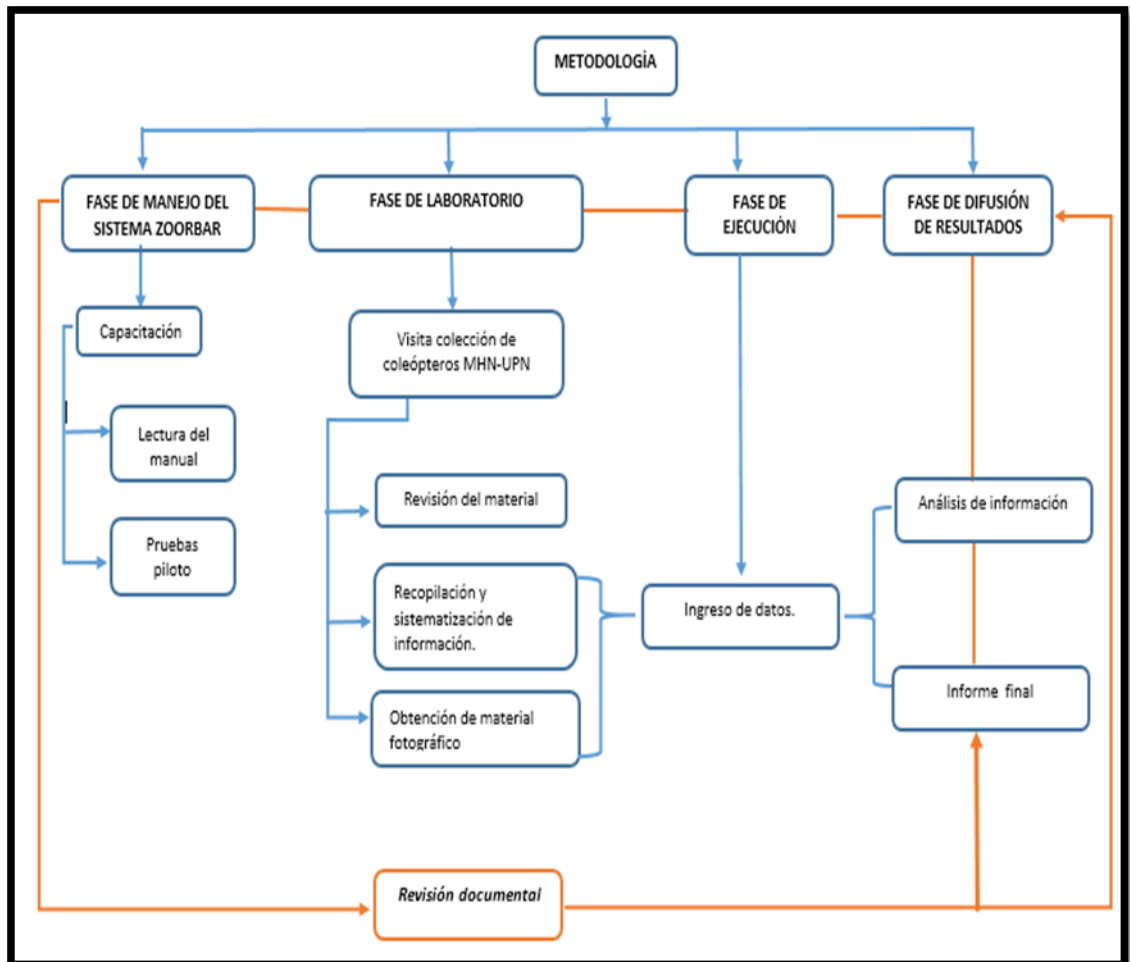 METODOLOGÌA
FASE DE MANEJO DEL
SISTEMA ZOORBAR
FASE DE LABORATORIO
FASE DE
EJECUCIÒN
FASE DE DIFUSIÓN
DE RESULTADOS
Capacitación
Lectura del
manual
Pruebas
piloto
Visita colección de
coleópteros MHN-UPN
Revisión del material
Recopilación y
sistematización de
información.
Obtención de material
fotográfico
Ingreso de datos.
Análisis de información
Informe final
Revisión documental